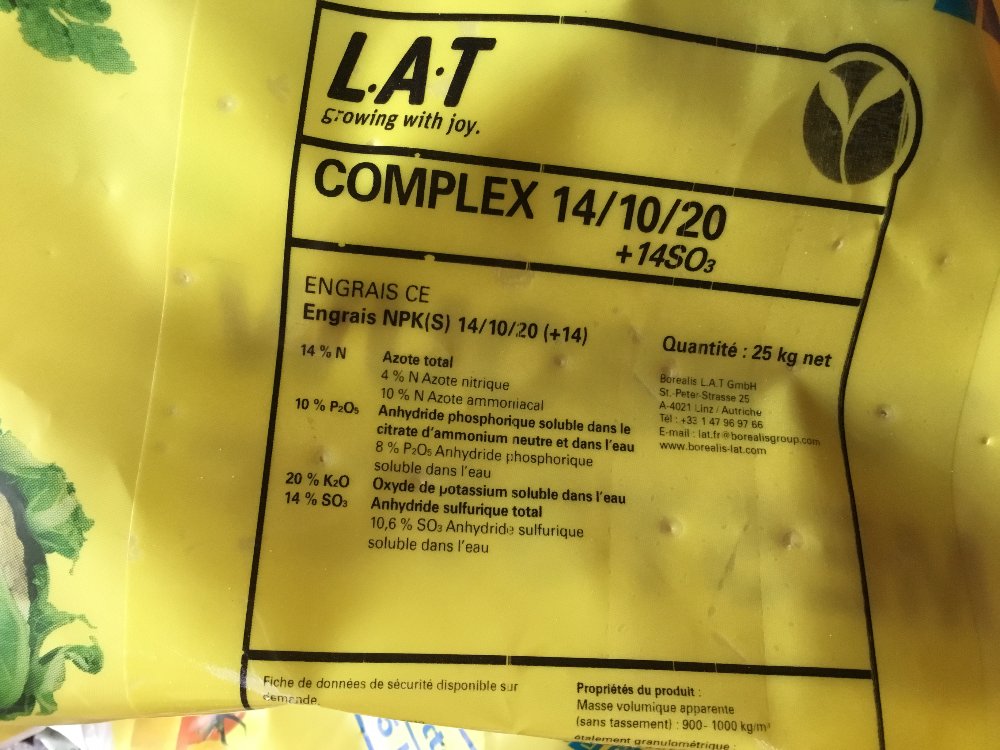 L·A·T
growing with joy.
COMPLEX 14/10/20
+14SO₃
ENGRAIS CE
Engrais NPK(S) 14/10/20 (+14)
14 % N Azote total
4 % N Azote nitrique
10 % N Azote ammoniacal
10 % P₂O₅ Anhydride phosphorique soluble dans le
citrate d'ammonium neutre et dans l'eau
8 % P₂O₅ Anhydride phosphorique
soluble dans l'eau
20 % K₂O Oxyde de potassium soluble dans l'eau
14 % SO₃ Anhydride sulfurique total
10,6 % SO₃ Anhydride sulfurique
soluble dans l'eau
Quantité : 25 kg net
Borealis L.A.T GmbH
St.-Peter-Strasse 25
A-4021 Linz / Autriche
Tél : +33 1 47 96 97 66
E-mail : lat.fr@borealisgroup.com
www.borealis-lat.com
Fiche de données de sécurité disponible sur
demande.
Propriétés du produit :
Masse volumique apparente
(sans tassement) : 900- 1000 kg/m³
étalement granulométrique :